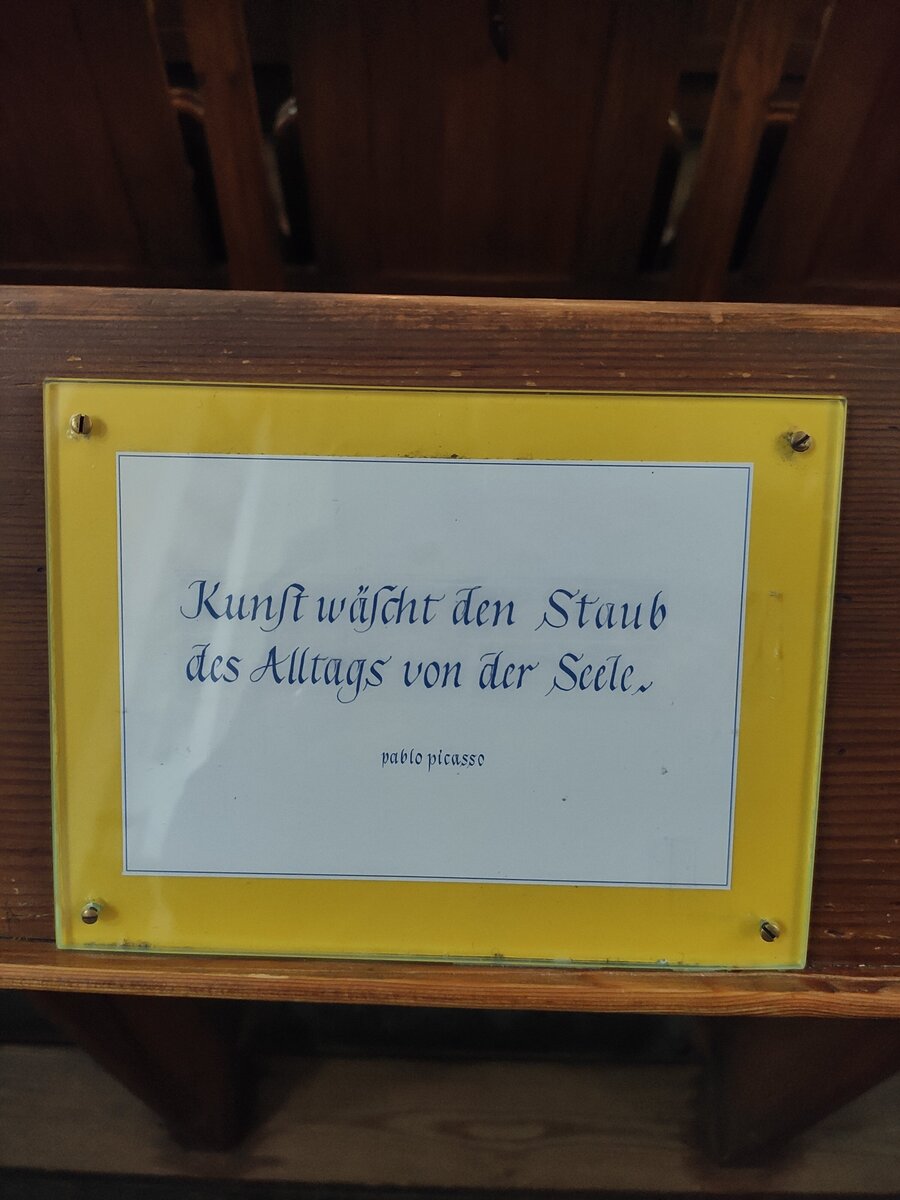 Kunſt wäſcht den Staub
des Alltags von der Seele.
pablo picasso